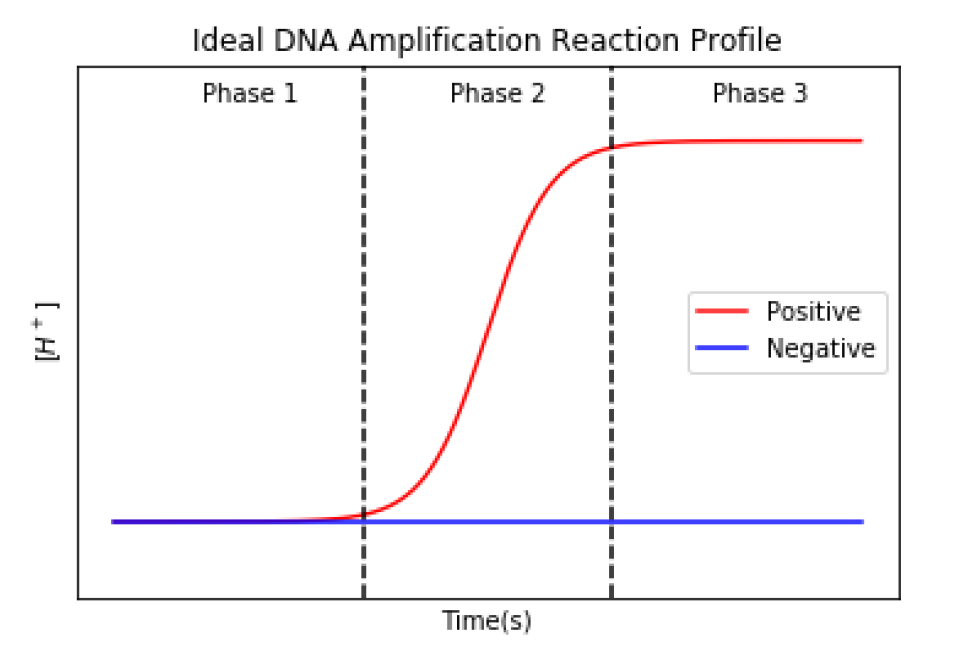 Ideal DNA Amplification Reaction Profile
Phase 1 Phase 2 Phase 3
[H⁺]
Positive
Negative
Time(s)